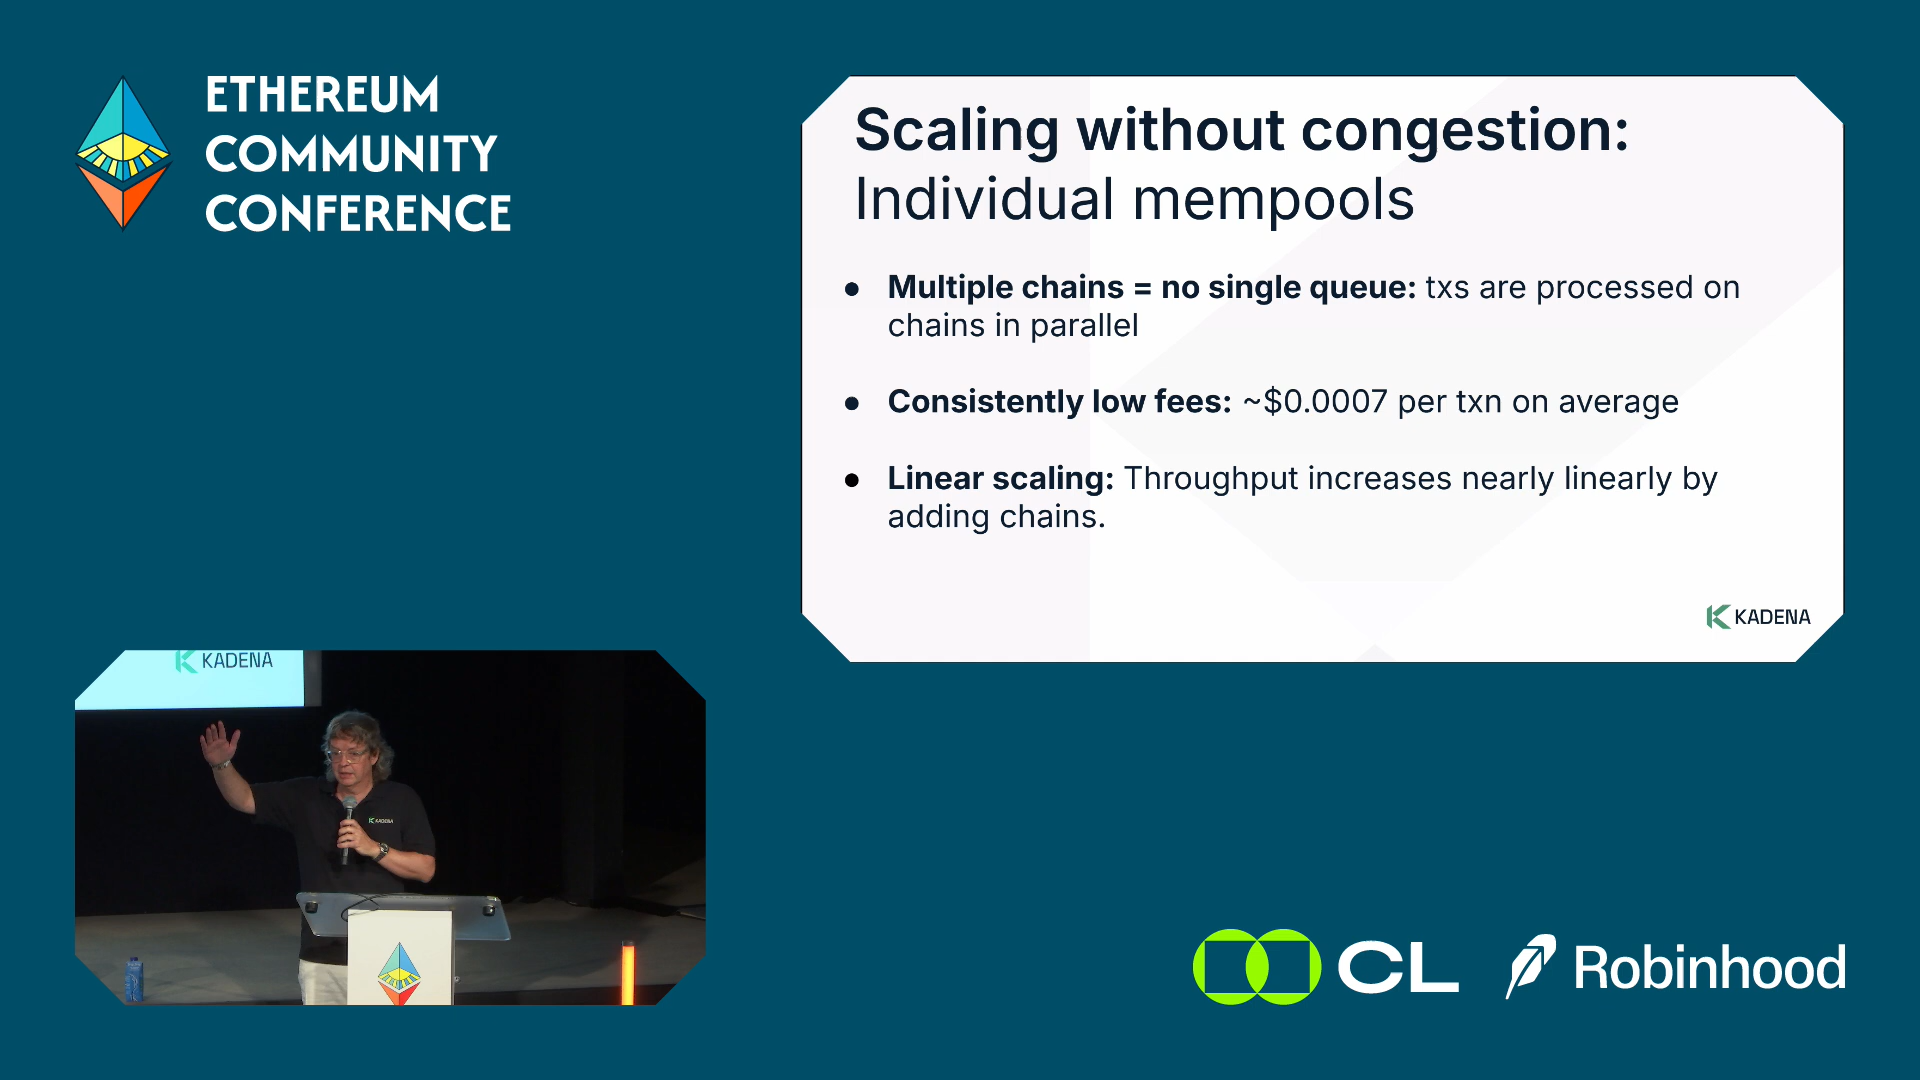 ETHEREUM
COMMUNITY
CONFERENCE
Scaling without congestion:
Individual mempools
● Multiple chains = no single queue: txs are processed on
chains in parallel
● Consistently low fees: ~$0.0007 per txn on average
● Linear scaling: Throughput increases nearly linearly by
adding chains.
KADENA
KADENA
KADENA
CL
Robinhood